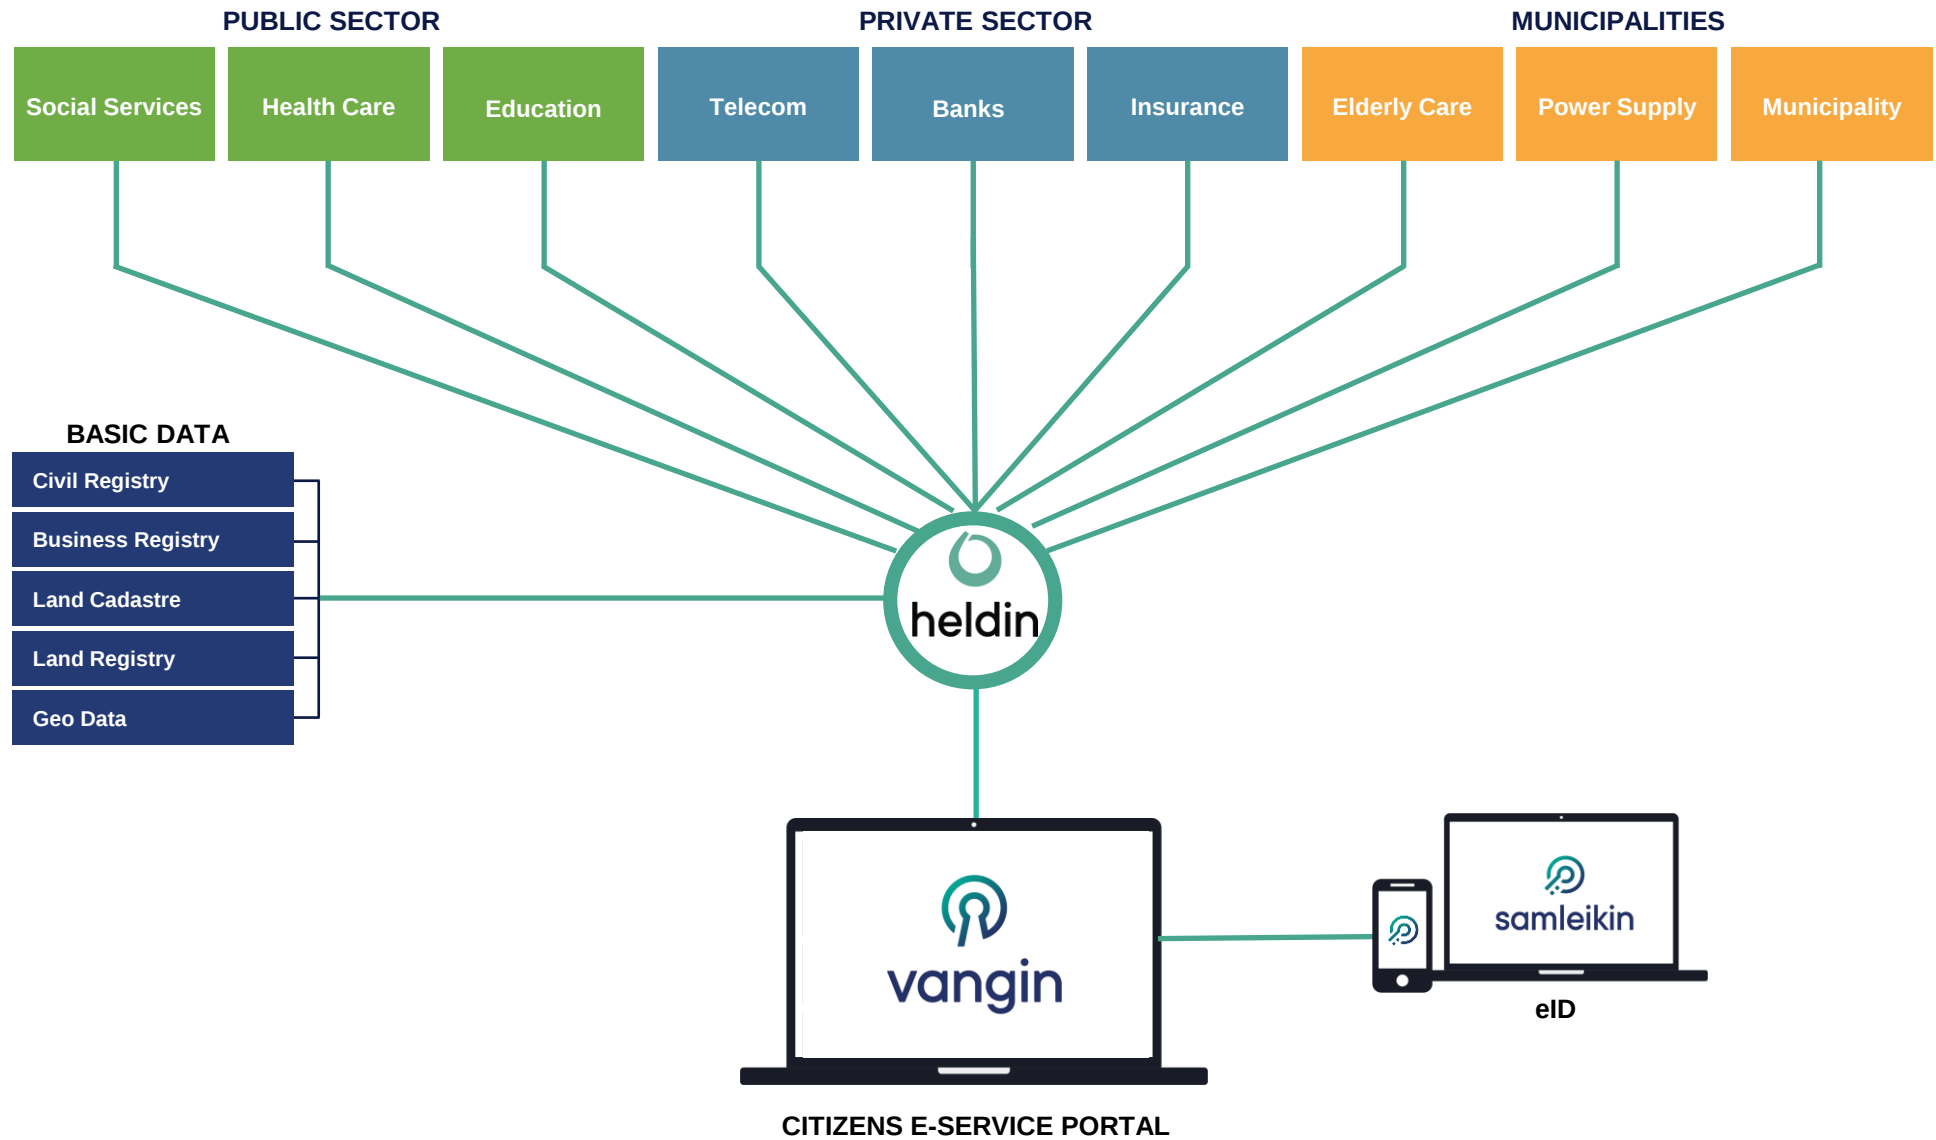 PUBLIC SECTOR
PRIVATE SECTOR
MUNICIPALITIES
Social Services
Health Care
Education
Telecom
Banks
Insurance
Elderly Care
Power Supply
Municipality
BASIC DATA
Civil Registry
Business Registry
Land Cadastre
Land Registry
Geo Data
heldin
vangin
samleikin
eID
CITIZENS E-SERVICE PORTAL